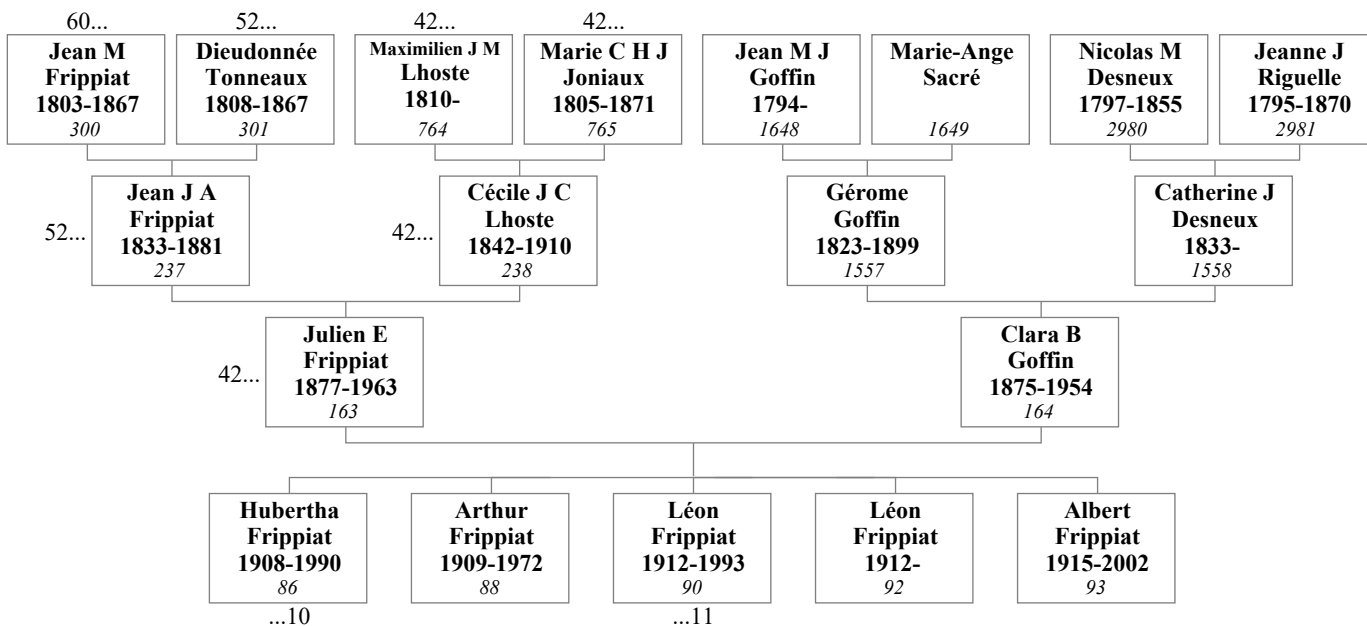 60...
52...
42...
42...
Jean M
Frippiat
1803-1867
300
Dieudonnée
Tonneaux
1808-1867
301
Maximilien J M
Lhoste
1810-
764
Marie C H J
Joniaux
1805-1871
765
Jean M J
Goffin
1794-
1648
Marie-Ange
Sacré
1649
Nicolas M
Desneux
1797-1855
2980
Jeanne J
Riguelle
1795-1870
2981
52...
Jean J A
Frippiat
1833-1881
237
42...
Cécile J C
Lhoste
1842-1910
238
Gérome
Goffin
1823-1899
1557
Catherine J
Desneux
1833-
1558
42...
Julien E
Frippiat
1877-1963
163
Clara B
Goffin
1875-1954
164
Hubertha
Frippiat
1908-1990
86
...10
Arthur
Frippiat
1909-1972
88
Léon
Frippiat
1912-1993
90
...11
Léon
Frippiat
1912-
92
Albert
Frippiat
1915-2002
93